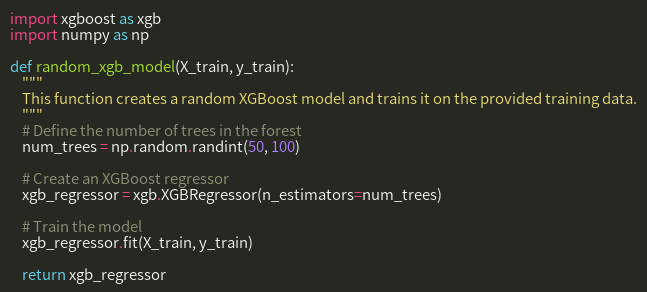 import xgboost as xgb
import numpy as np
def random_xgb_model(X_train, y_train):
"""
This function creates a random XGBoost model and trains it on the provided training data.
"""
# Define the number of trees in the forest
num_trees = np.random.randint(50, 100)
# Create an XGBoost regressor
xgb_regressor = xgb.XGBRegressor(n_estimators=num_trees)
# Train the model
xgb_regressor.fit(X_train, y_train)
return xgb_regressor